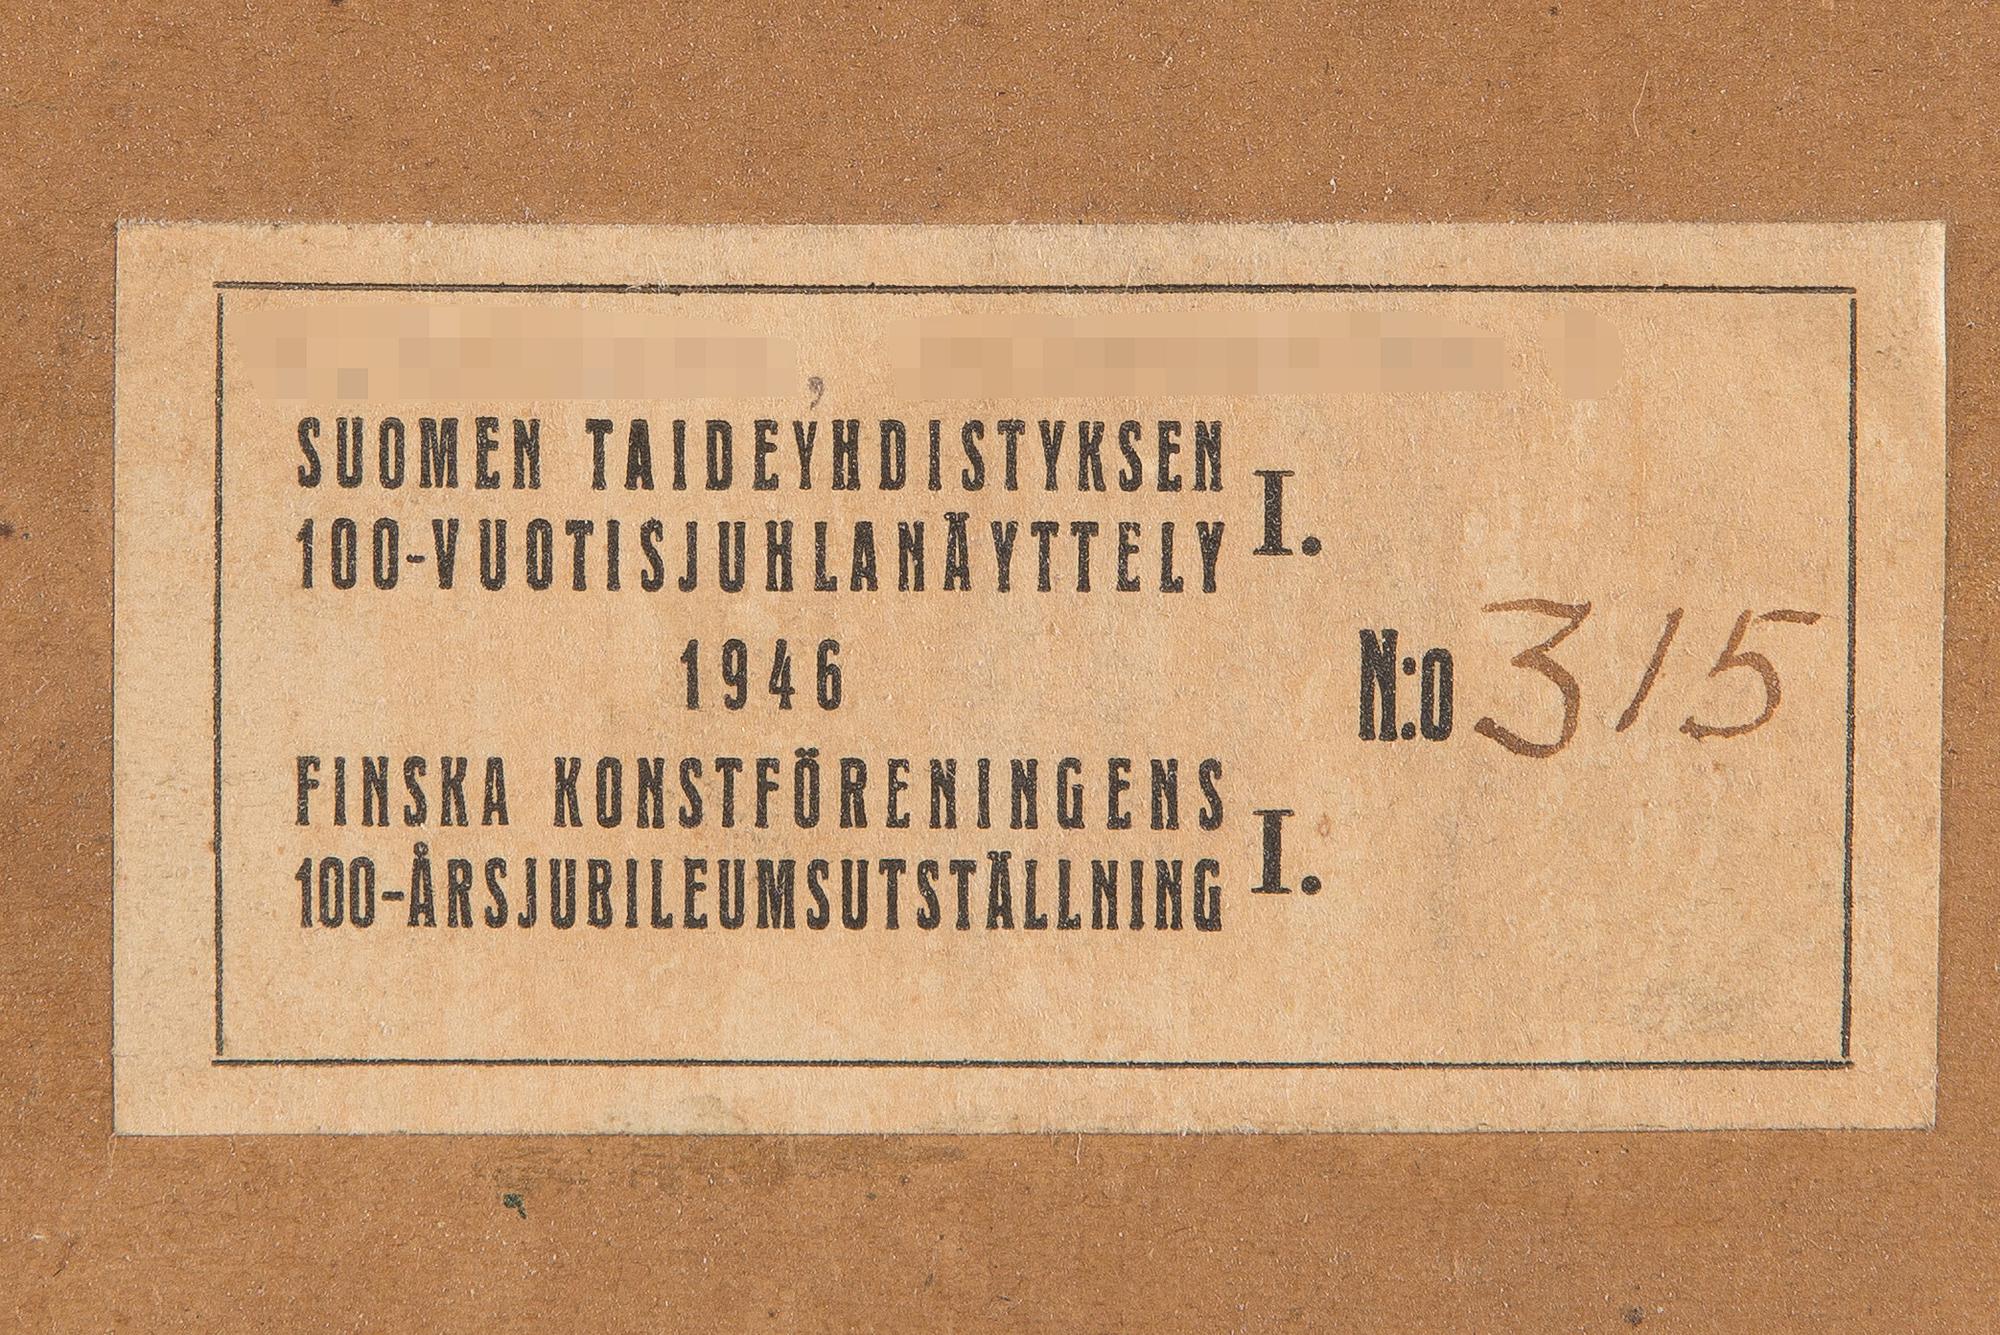 SUOMEN TAIDEYHDISTYKSEN
100-VUOTISJUHLANÄYTTELY I.
1946
N:o 315
FINSKA KONSTFÖRENINGENS
100-ÅRSJUBILEUMSUTSTÄLLNING I.